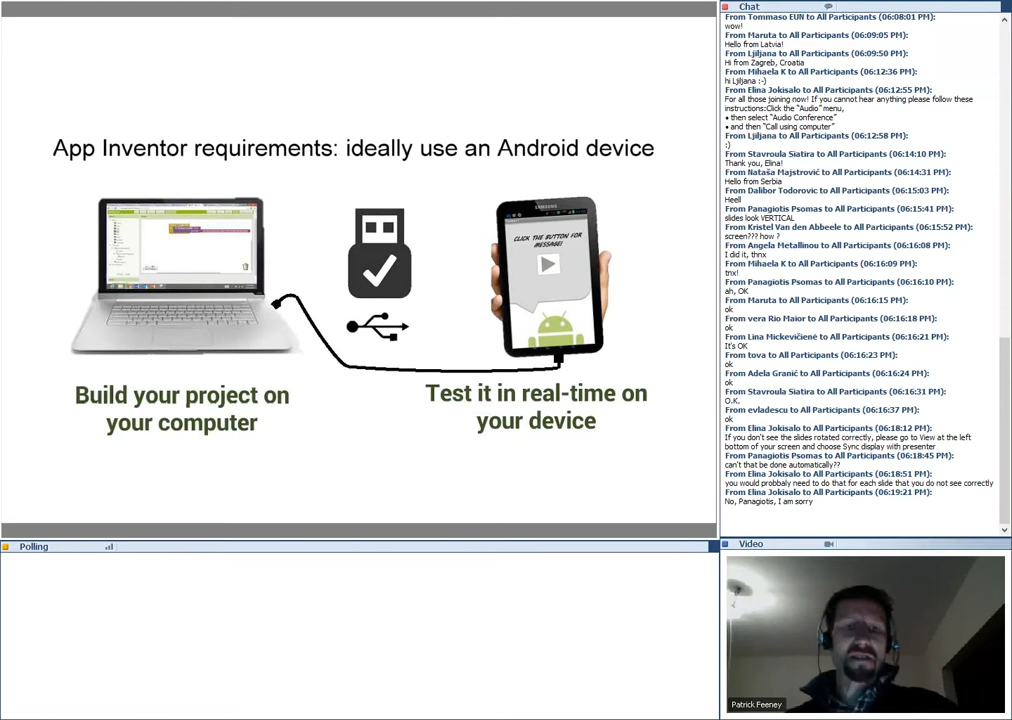 App Inventor requirements: ideally use an Android device
SAMSUNG
CLICK THE BUTTON FOR
MESSAGE!
Build your project on
your computer
Test it in real-time on
your device
Polling
Chat
From Tommaso EUN to All Participants (06:08:01 PM):
wow!
From Maruta to All Participants (06:09:05 PM):
Hello from Latvia!
From Ljiljana to All Participants (06:09:50 PM):
Hi from Zagreb, Croatia
From Mihaela K to All Participants (06:12:36 PM):
hi Ljiljana :-)
From Elina Jokisalo to All Participants (06:12:55 PM):
For all those joining now! If you cannot hear anything please follow these
instructions:Click the "Audio" menu,
• then select "Audio Conference"
• and then "Call using computer"
From Ljiljana to All Participants (06:12:58 PM):
:)
From Stavroula Siatira to All Participants (06:14:10 PM):
Thank you, Elina!
From Nataša Majstrović to All Participants (06:14:31 PM):
Hello from Serbia
From Dalibor Todorovic to All Participants (06:15:03 PM):
Heell
From Panagiotis Psomas to All Participants (06:15:41 PM):
slides look VERTICAL
From Kristel Van den Abbeele to All Participants (06:15:52 PM):
screen??? how ?
From Angela Metallinou to All Participants (06:16:08 PM):
I did it, thnx
From Mihaela K to All Participants (06:16:09 PM):
tnx!
From Panagiotis Psomas to All Participants (06:16:10 PM):
ah, OK
From Maruta to All Participants (06:16:15 PM):
ok
From vera Rio Maior to All Participants (06:16:18 PM):
ok
From Lina Mickevičienė to All Participants (06:16:21 PM):
It's OK
From tova to All Participants (06:16:23 PM):
ok
From Adela Granić to All Participants (06:16:24 PM):
ok
From Stavroula Siatira to All Participants (06:16:31 PM):
O.K.
From evladescu to All Participants (06:16:37 PM):
ok
From Elina Jokisalo to All Participants (06:18:12 PM):
If you don't see the slides rotated correctly, please go to View at the left
bottom of your screen and choose Sync display with presenter
From Panagiotis Psomas to All Participants (06:18:45 PM):
can't that be done automatically??
From Elina Jokisalo to All Participants (06:18:51 PM):
you would probbaly need to do that for each slide that you do not see correctly
From Elina Jokisalo to All Participants (06:19:21 PM):
No, Panagiotis, I am sorry
Video
Patrick Feeney